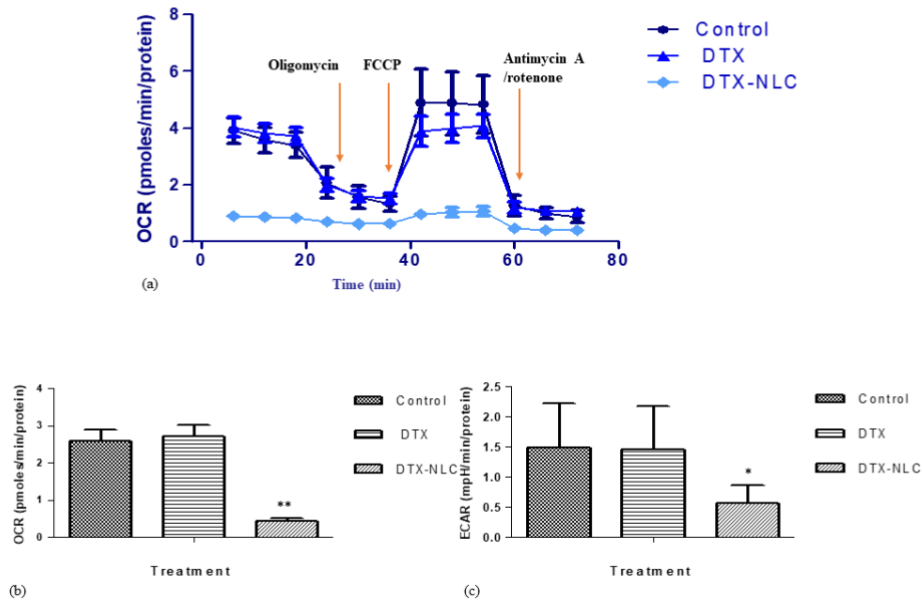 8
6
4
2
0
OCR (pmoles/min/protein)
Oligomycin
FCCP
Antimycin A
/rotenone
Control
DTX
DTX-NLC
0
20
40
60
80
Time (min)
(a)
4
3
2
1
0
OCR (pmoles/min/protein)
**
Control
DTX
DTX-NLC
Treatment
(b)
2.5
2.0
1.5
1.0
0.5
0.0
ECAR (mpH/min/protein)
*
Control
DTX
DTX-NLC
Treatment
(c)